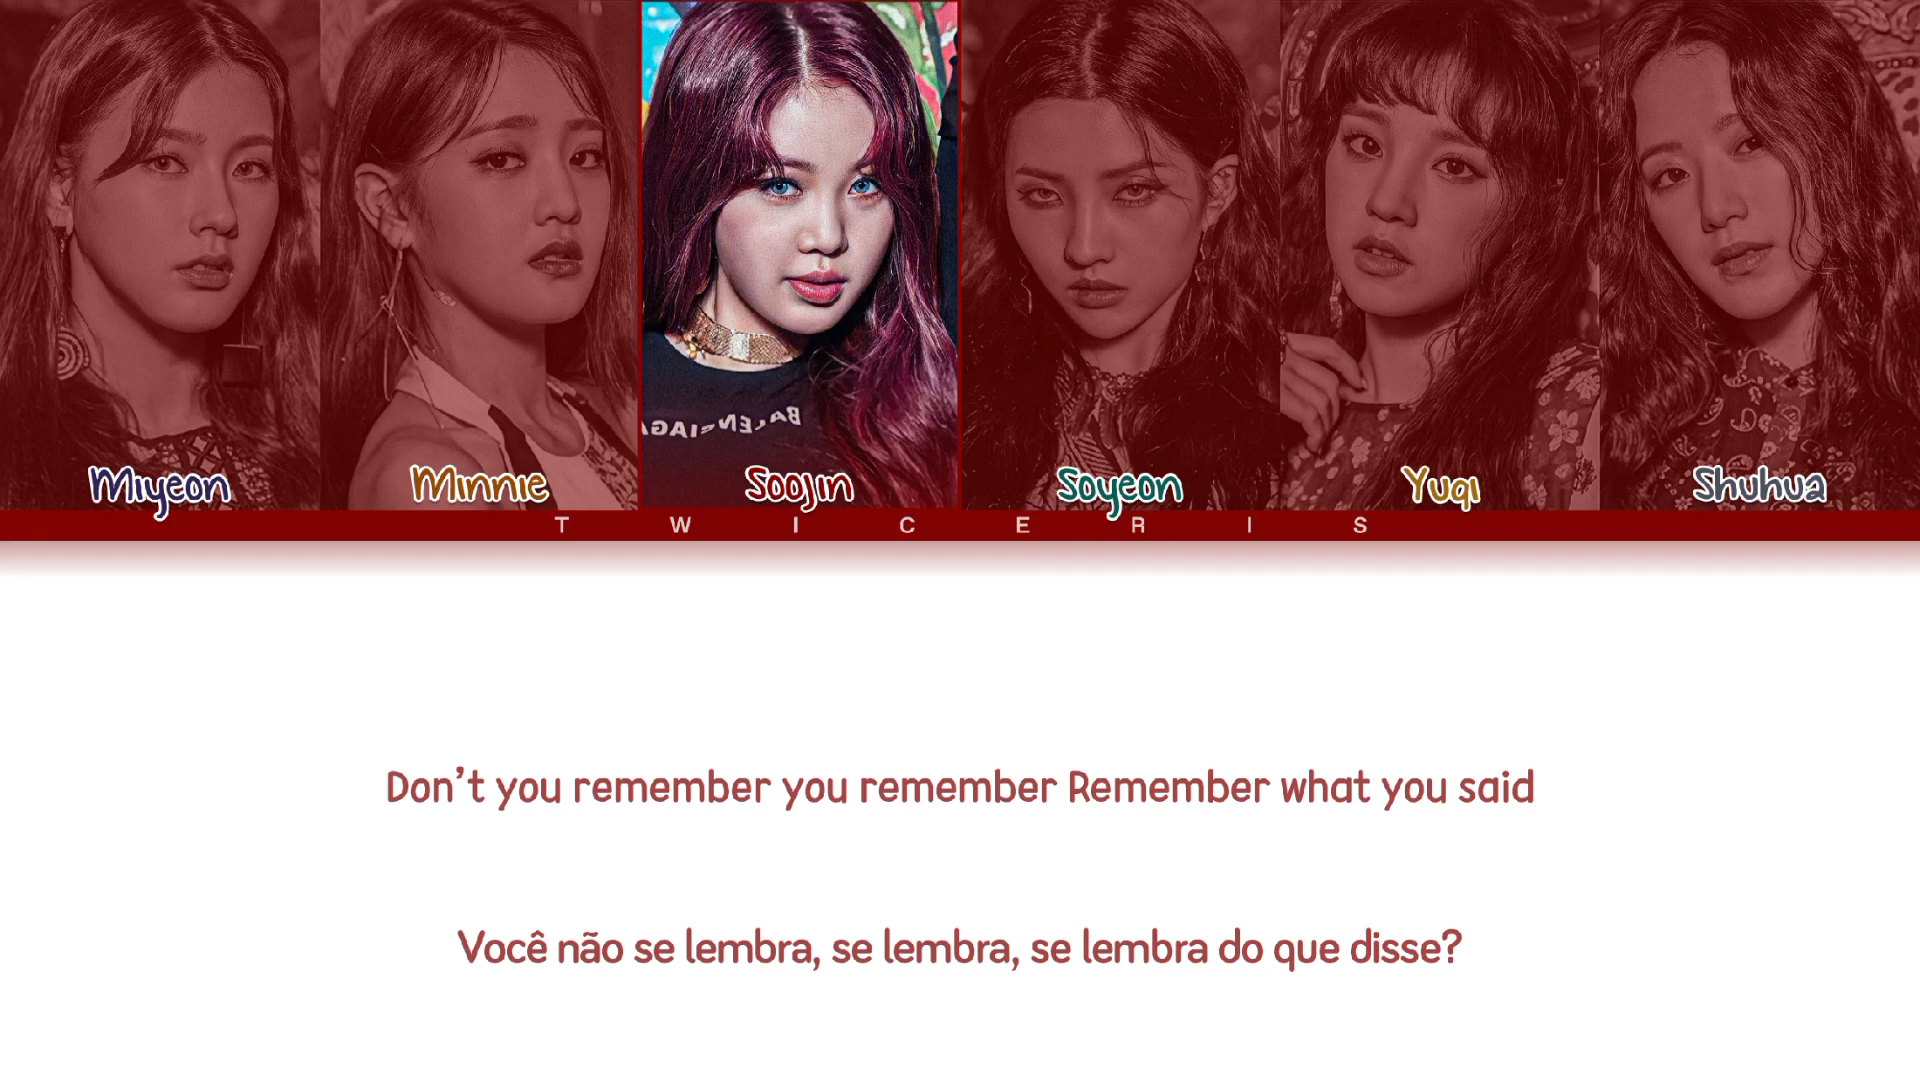 BALENCIAGA
Miyeon
Minnie
Soojin
Soyeon
Yuqi
Shuhua
T W I C E R I S
Don't you remember you remember Remember what you said
Você não se lembra, se lembra, se lembra do que disse?